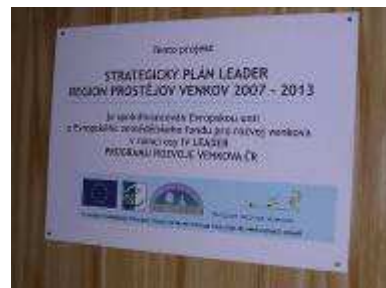 Tento projekt
STRATEGICKÝ PLÁN LEADER
REGION PROSTĚJOV VENKOV 2007 - 2013
je spolufinancován Evropskou unií
z Evropského zemědělského fondu pro rozvoj venkova
v rámci osy IV LEADER
PROGRAMU ROZVOJE VENKOVA ČR